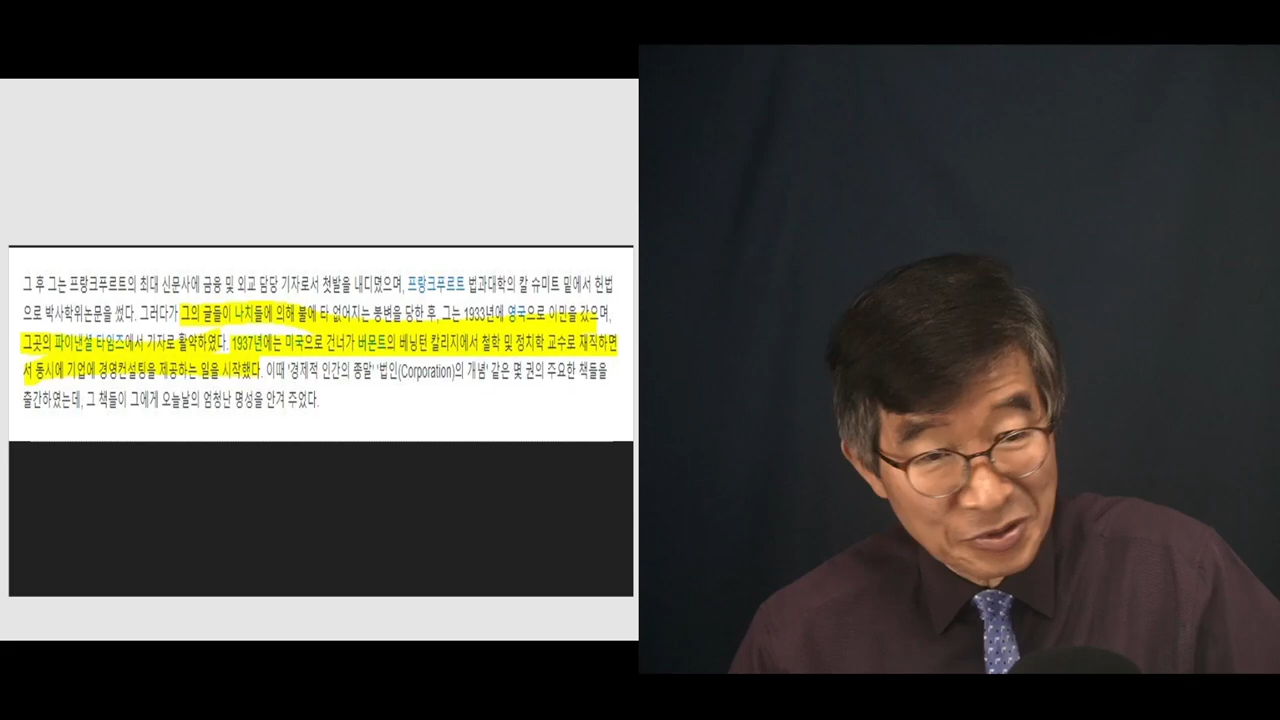 그 후 그는 프랑크푸르트의 최대 신문사에 금융 및 외교 담당 기자로서 첫발을 내디뎠으며, 프랑크푸르트 법과대학의 칼 슈미트 밑에서 헌법
으로 박사학위논문을 썼다. 그러다가 그의 글들이 나치들에 의해 불에 타 없어지는 봉변을 당한 후, 그는 1933년에 영국으로 이민을 갔으며,
그곳의 파이낸셜 타임즈에서 기자로 활약하였다. 1937년에는 미국으로 건너가 버몬트의 베닝턴 칼리지에서 철학 및 정치학 교수로 재직하면
서 동시에 기업에 경영컨설팅을 제공하는 일을 시작했다. 이때 '경제적 인간의 종말' '법인(Corporation)의 개념' 같은 몇 권의 주요한 책들을
출간하였는데, 그 책들이 그에게 오늘날의 엄청난 명성을 안겨 주었다.